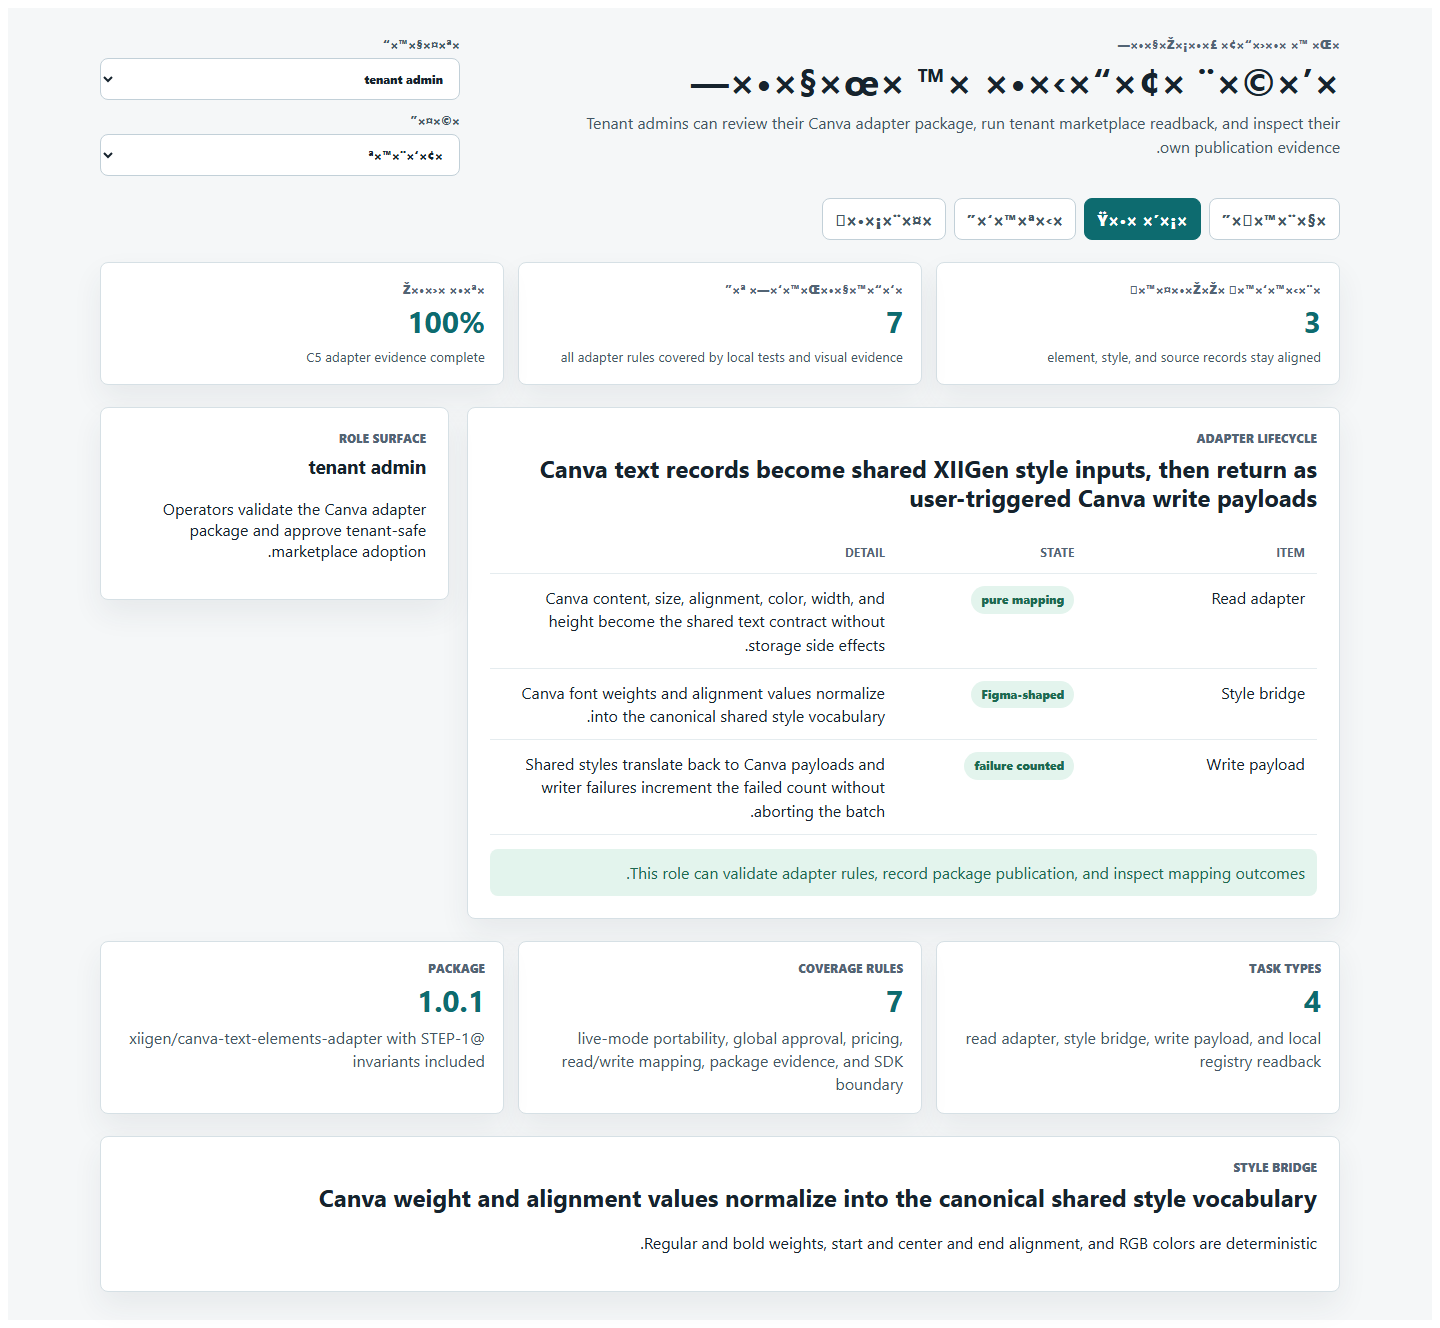 tenant admin
Tenant admins can review their Canva adapter package, run tenant marketplace readback, and inspect their
.own publication evidence
3
element, style, and source records stay aligned
7
all adapter rules covered by local tests and visual evidence
100%
C5 adapter evidence complete
ADAPTER LIFECYCLE
Canva text records become shared XIIGen style inputs, then return as
user-triggered Canva write payloads
ITEM STATE DETAIL
Read adapter
pure mapping
Canva content, size, alignment, color, width, and
height become the shared text contract without
.storage side effects
Style bridge
Figma-shaped
Canva font weights and alignment values normalize
.into the canonical shared style vocabulary
Write payload
failure counted
Shared styles translate back to Canva payloads and
writer failures increment the failed count without
.aborting the batch
.This role can validate adapter rules, record package publication, and inspect mapping outcomes
ROLE SURFACE
tenant admin
Operators validate the Canva adapter
package and approve tenant-safe
.marketplace adoption
TASK TYPES
4
read adapter, style bridge, write payload, and local
registry readback
COVERAGE RULES
7
live-mode portability, global approval, pricing,
read/write mapping, package evidence, and SDK
boundary
PACKAGE
1.0.1
xiigen/canva-text-elements-adapter with STEP-1@
invariants included
STYLE BRIDGE
Canva weight and alignment values normalize into the canonical shared style vocabulary
.Regular and bold weights, start and center and end alignment, and RGB colors are deterministic